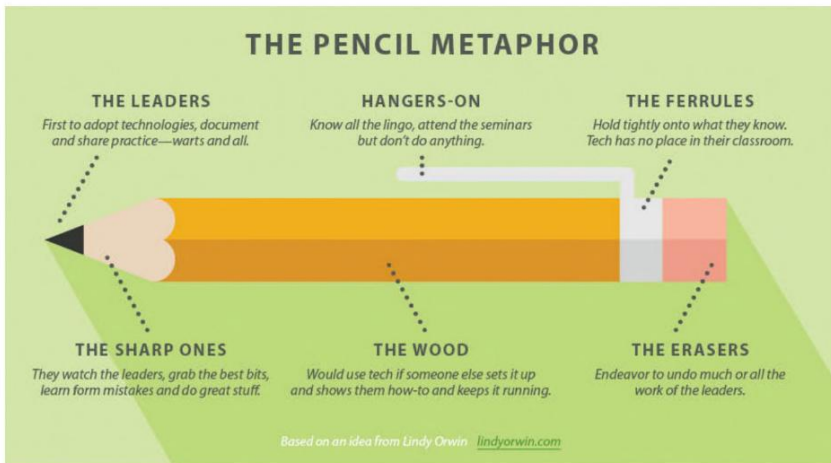 THE PENCIL METAPHOR
THE LEADERS
First to adopt technologies, document
and share practice—warts and all.
HANGERS-ON
Know all the lingo, attend the seminars
but don't do anything.
THE FERRULES
Hold tightly onto what they know.
Tech has no place in their classroom.
THE SHARP ONES
They watch the leaders, grab the best bits,
learn form mistakes and do great stuff.
THE WOOD
Would use tech if someone else sets it up
and shows them how-to and keeps it running.
THE ERASERS
Endeavor to undo much or all the
work of the leaders.
Based on an idea from Lindy Orwin lindyorwin.com